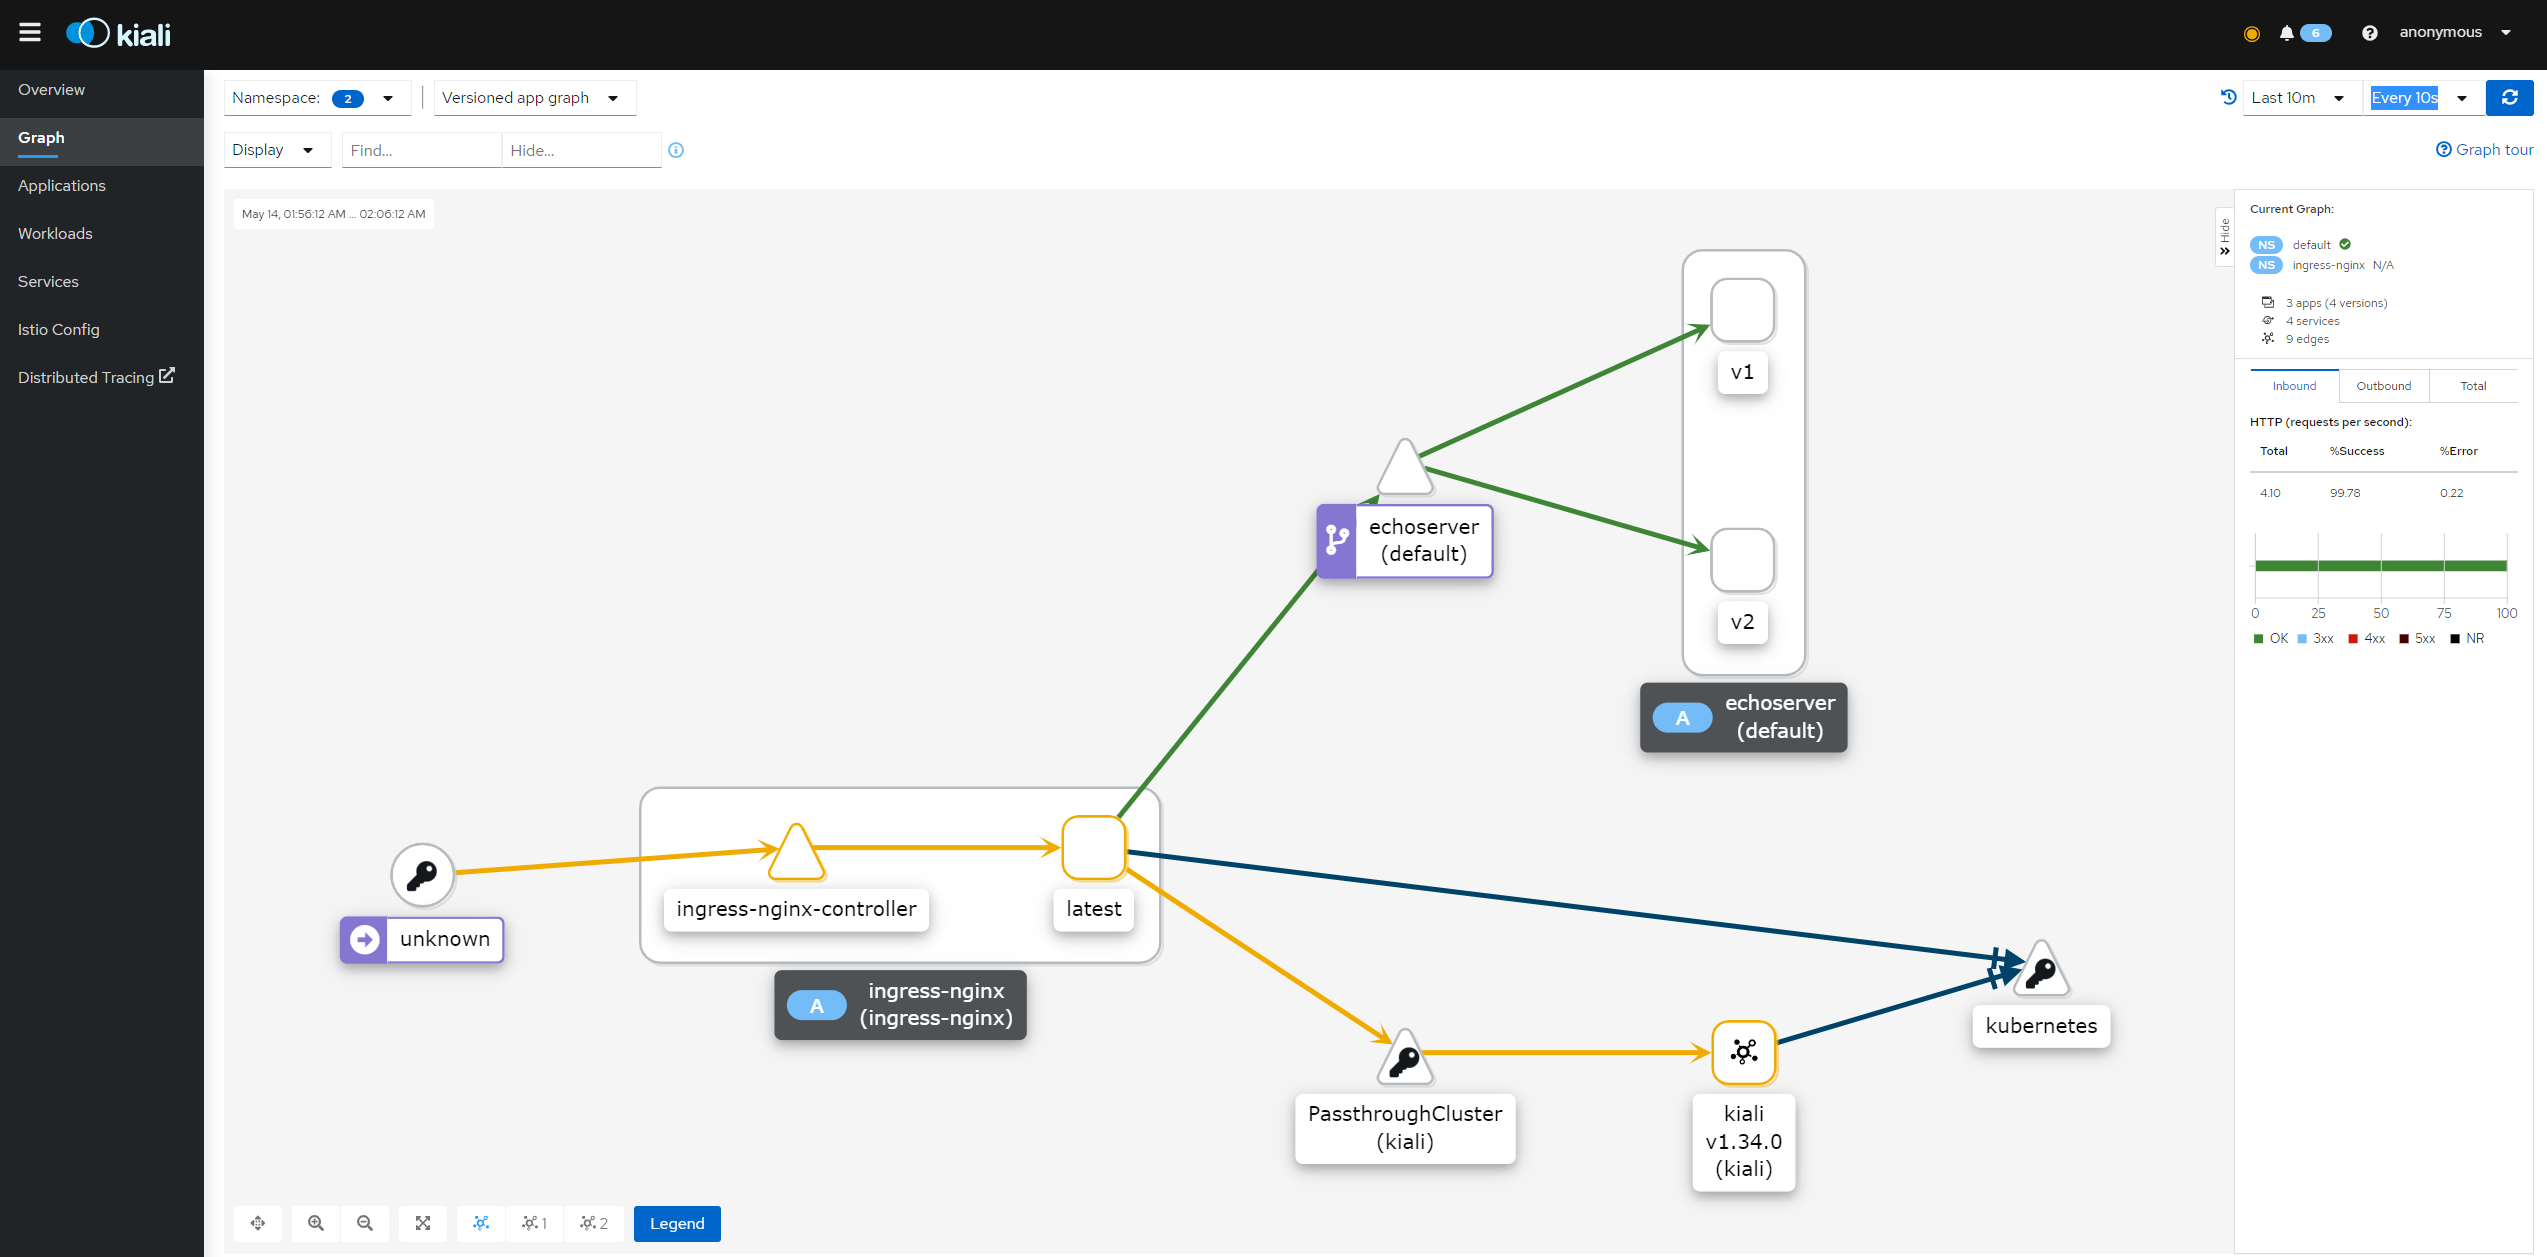 kiali
6
anonymous
Overview
Graph
Applications
Workloads
Services
Istio Config
Distributed Tracing
Namespace: 2
Versioned app graph
Last 10m
Every 10s
Display
Find...
Hide...
Graph tour
May 14, 01:56:12 AM ... 02:06:12 AM
v1
echoserver
(default)
v2
A
echoserver
(default)
unknown
ingress-nginx-controller
latest
A
ingress-nginx
(ingress-nginx)
PassthroughCluster
(kiali)
kiali
v1.34.0
(kiali)
kubernetes
1
2
Legend
Hide
Current Graph:
NS default
NS ingress-nginx N/A
3 apps (4 versions)
4 services
9 edges
Inbound Outbound Total
HTTP (requests per second):
Total %Success %Error
4.10 99.78 0.22
0 25 50 75 100
OK 3xx 4xx 5xx NR